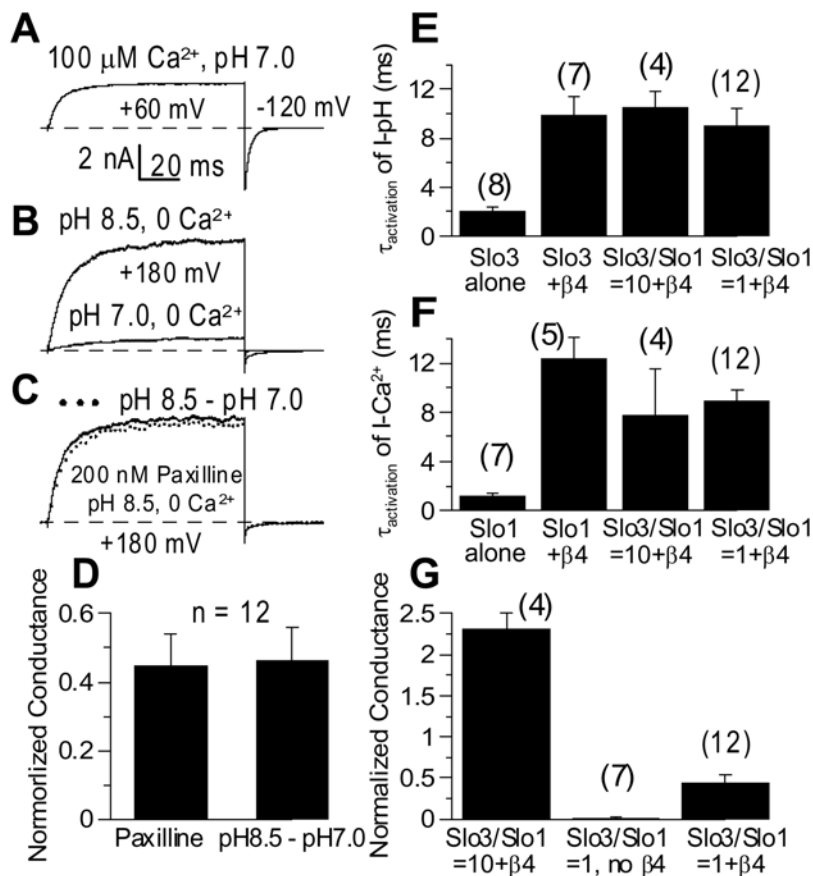 A
100 μM Ca²⁺, pH 7.0
+60 mV
-120 mV
2 nA
20 ms
B
pH 8.5, 0 Ca²⁺
+180 mV
pH 7.0, 0 Ca²⁺
C
••• pH 8.5 - pH 7.0
200 nM Paxilline
pH 8.5, 0 Ca²⁺
+180 mV
D
Normorlized Conductance
0.6
0.4
0.2
0
n = 12
Paxilline
pH8.5 - pH7.0
E
τactivation of I-pH (ms)
12
8
4
0
(8)
(7)
(4)
(12)
Slo3 alone
Slo3 +β4
Slo3/Slo1 =10+β4
Slo3/Slo1 =1+β4
F
τactivation of I-Ca²⁺ (ms)
12
8
4
0
(7)
(5)
(4)
(12)
Slo1 alone
Slo1 +β4
Slo3/Slo1 =10+β4
Slo3/Slo1 =1+β4
G
Normalized Conductance
2.5
2
1.5
1
0.5
0
(4)
(7)
(12)
Slo3/Slo1 =10+β4
Slo3/Slo1 =1, no β4
Slo3/Slo1 =1+β4